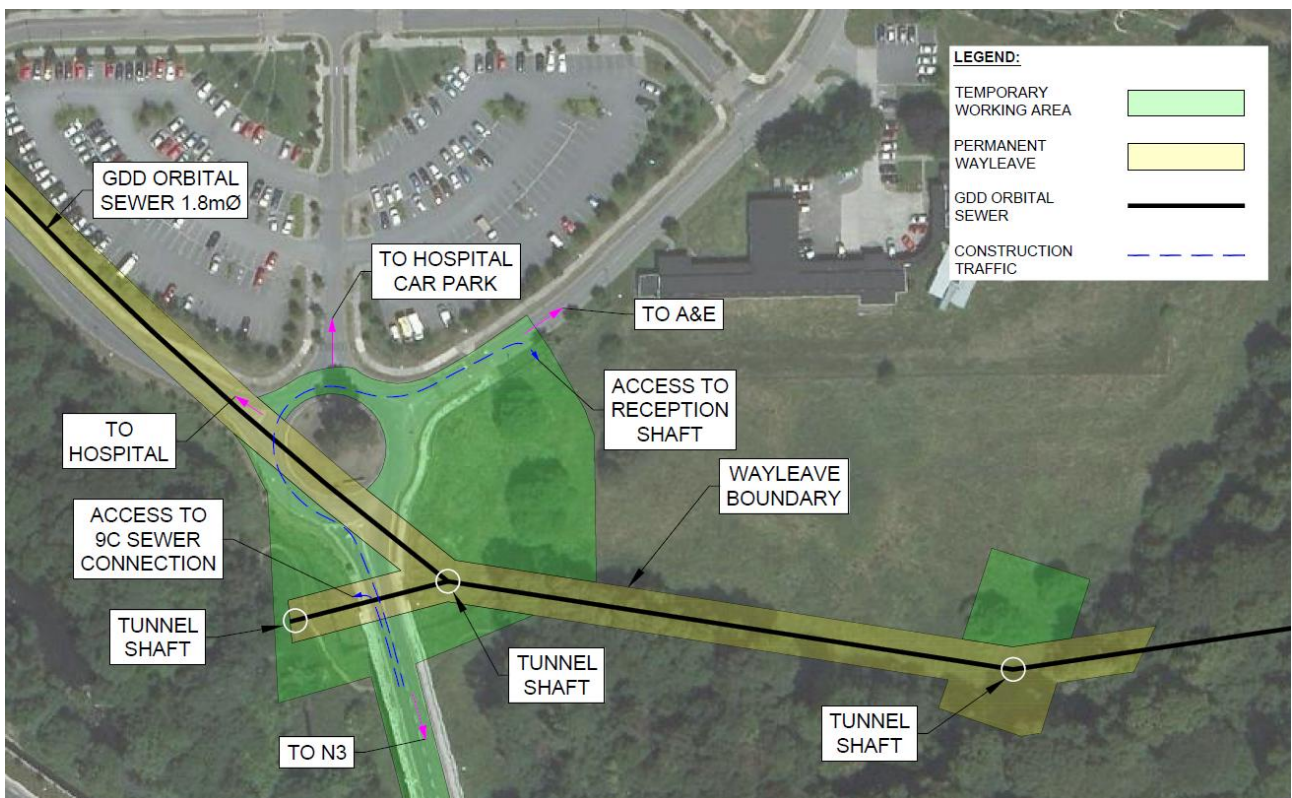 LEGEND:
TEMPORARY
WORKING AREA
PERMANENT
WAYLEAVE
GDD ORBITAL
SEWER
CONSTRUCTION
TRAFFIC
GDD ORBITAL
SEWER 1.8mØ
TO HOSPITAL
CAR PARK
TO A&E
ACCESS TO
RECEPTION
SHAFT
TO
HOSPITAL
WAYLEAVE
BOUNDARY
ACCESS TO
9C SEWER
CONNECTION
TUNNEL
SHAFT
TUNNEL
SHAFT
TUNNEL
SHAFT
TO N3